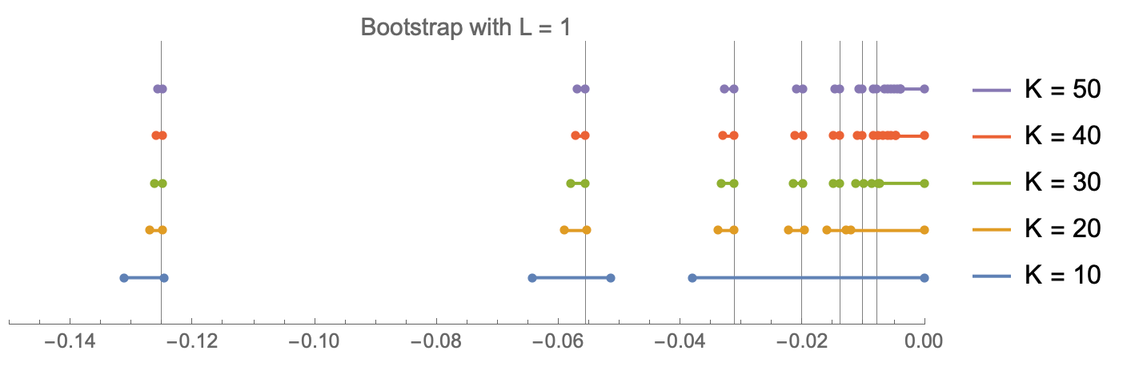 Bootstrap with L = 1
K = 50
K = 40
K = 30
K = 20
K = 10
−0.14 −0.12 −0.10 −0.08 −0.06 −0.04 −0.02 0.00